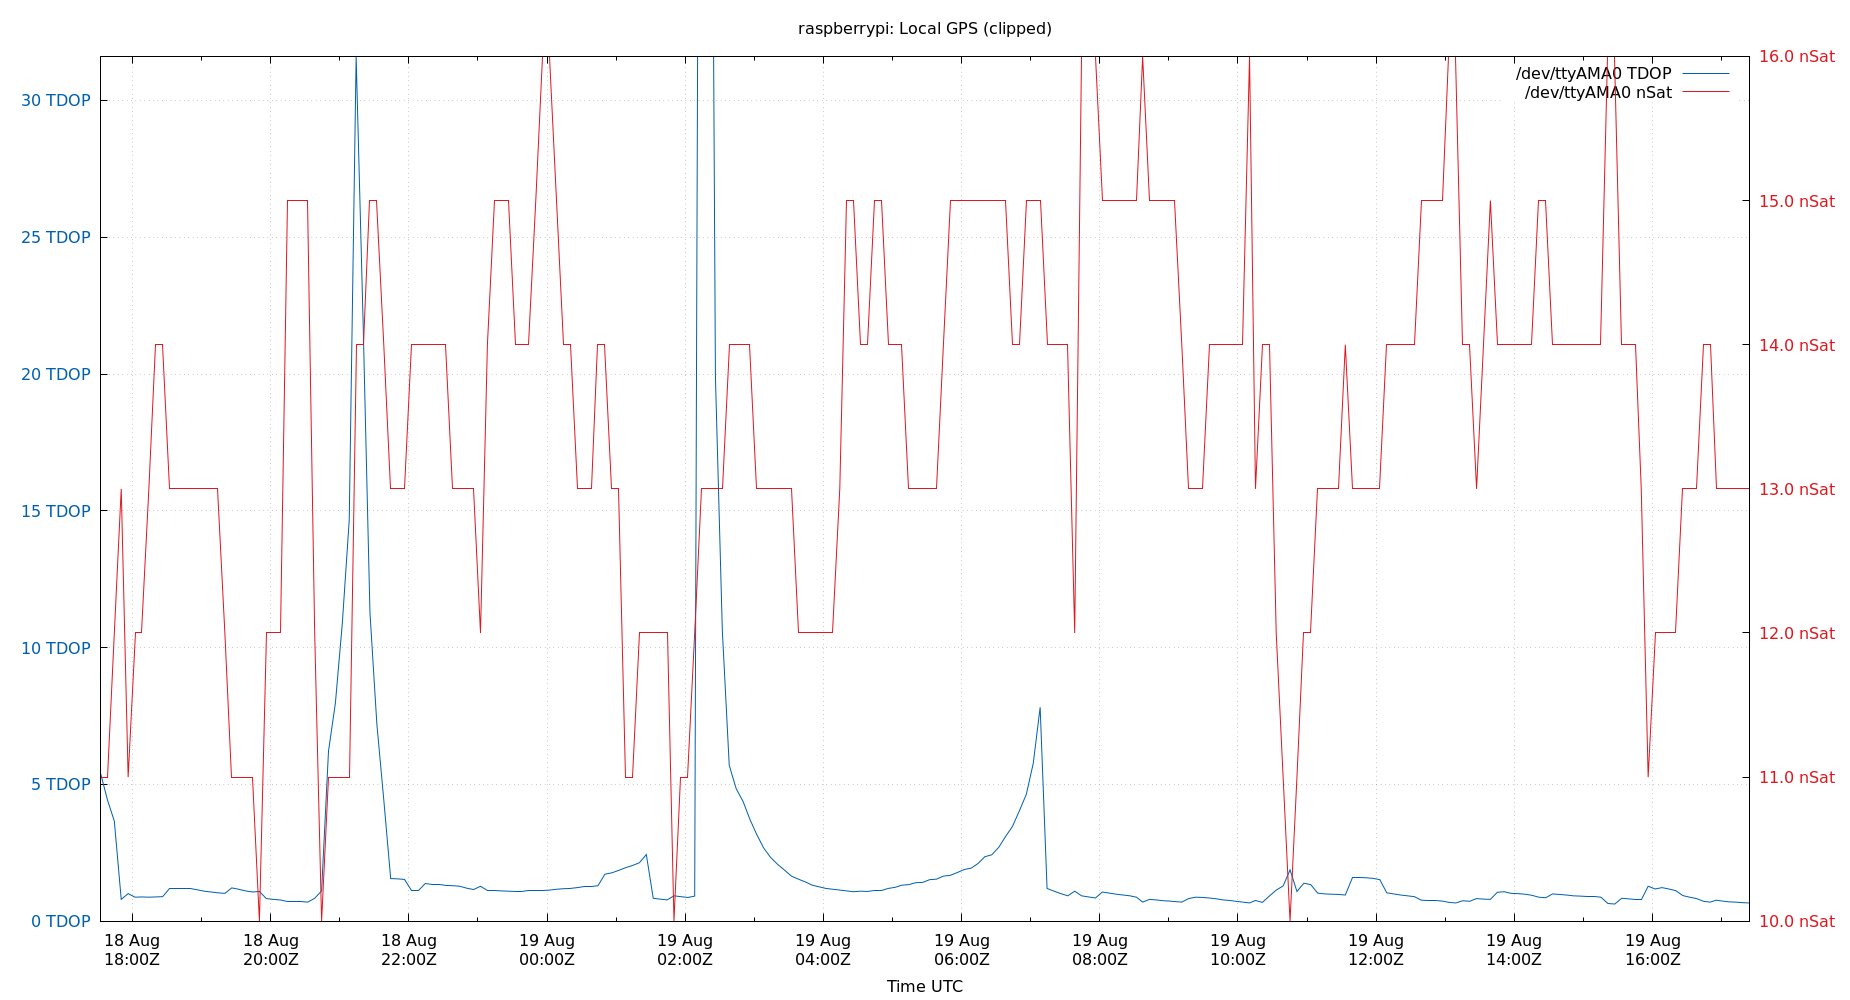 raspberrypi: Local GPS (clipped)
/dev/ttyAMA0 TDOP
/dev/ttyAMA0 nSat
30 TDOP
25 TDOP
20 TDOP
15 TDOP
10 TDOP
5 TDOP
0 TDOP
16.0 nSat
15.0 nSat
14.0 nSat
13.0 nSat
12.0 nSat
11.0 nSat
10.0 nSat
18 Aug
18:00Z
18 Aug
20:00Z
18 Aug
22:00Z
19 Aug
00:00Z
19 Aug
02:00Z
19 Aug
04:00Z
19 Aug
06:00Z
19 Aug
08:00Z
19 Aug
10:00Z
19 Aug
12:00Z
19 Aug
14:00Z
19 Aug
16:00Z
Time UTC